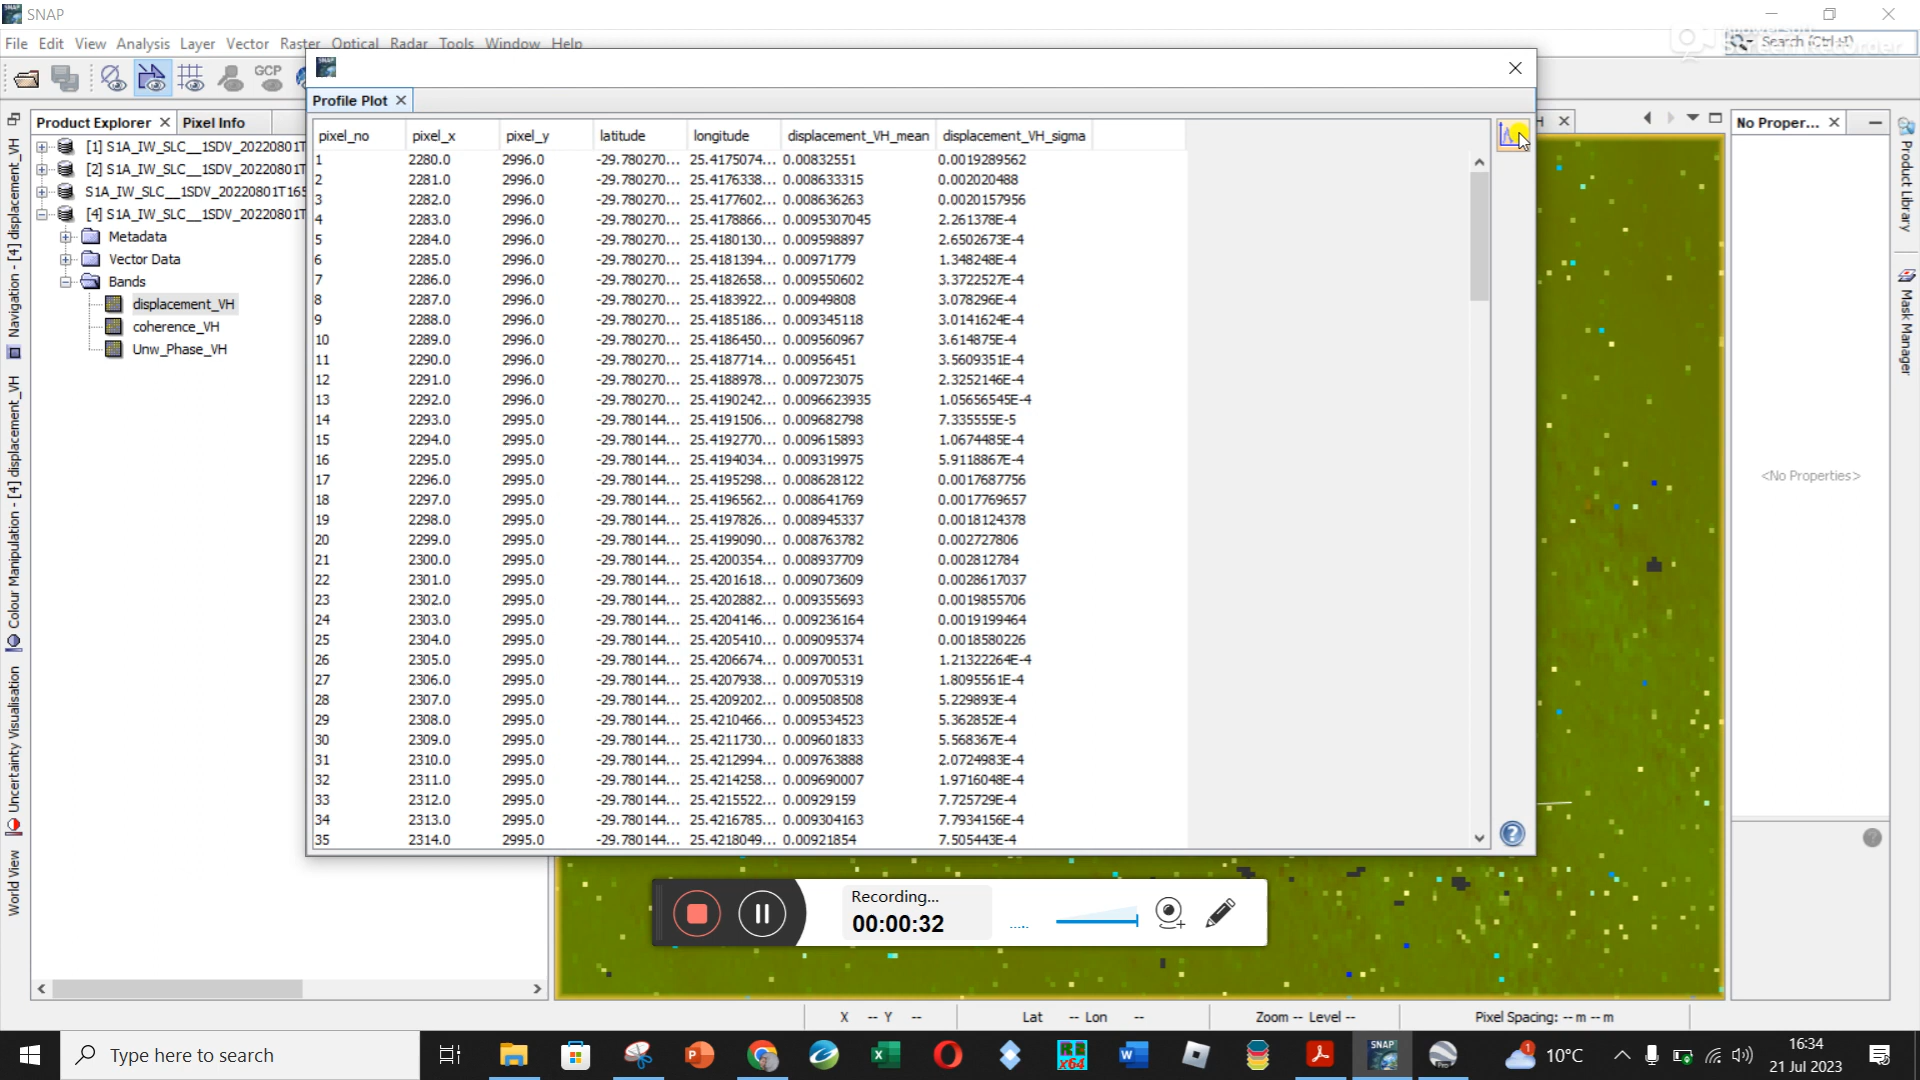 SNAP
File Edit View Analysis Layer Vector Raster Optical Radar Tools Window Help
Search (Ctrl+I)
GCP
Profile Plot
Product Explorer Pixel Info
No Proper...
pixel_no pixel_x pixel_y latitude longitude displacement_VH_mean displacement_VH_sigma
1 2280.0 2996.0 -29.780270... 25.4175074... 0.00832551 0.0019289562
2 2281.0 2996.0 -29.780270... 25.4176338... 0.008633315 0.002020488
3 2282.0 2996.0 -29.780270... 25.4177602... 0.008636263 0.0020157956
4 2283.0 2996.0 -29.780270... 25.4178866... 0.0095307045 2.261378E-4
5 2284.0 2996.0 -29.780270... 25.4180130... 0.009598897 2.6502673E-4
6 2285.0 2996.0 -29.780270... 25.4181394... 0.00971779 1.348248E-4
7 2286.0 2996.0 -29.780270... 25.4182658... 0.009550602 3.3722527E-4
8 2287.0 2996.0 -29.780270... 25.4183922... 0.00949808 3.078296E-4
9 2288.0 2996.0 -29.780270... 25.4185186... 0.009345118 3.0141624E-4
10 2289.0 2996.0 -29.780270... 25.4186450... 0.009560967 3.614875E-4
11 2290.0 2996.0 -29.780270... 25.4187714... 0.00956451 3.5609351E-4
12 2291.0 2996.0 -29.780270... 25.4188978... 0.009723075 2.3252146E-4
13 2292.0 2996.0 -29.780270... 25.4190242... 0.0096623935 1.05656545E-4
14 2293.0 2995.0 -29.780144... 25.4191506... 0.009682798 7.335555E-5
15 2294.0 2995.0 -29.780144... 25.4192770... 0.009615893 1.0674485E-4
16 2295.0 2995.0 -29.780144... 25.4194034... 0.009319975 5.9118867E-4
17 2296.0 2995.0 -29.780144... 25.4195298... 0.008628122 0.0017687756
18 2297.0 2995.0 -29.780144... 25.4196562... 0.008641769 0.0017769657
19 2298.0 2995.0 -29.780144... 25.4197826... 0.008945337 0.0018124378
20 2299.0 2995.0 -29.780144... 25.4199090... 0.008763782 0.002727806
21 2300.0 2995.0 -29.780144... 25.4200354... 0.008937709 0.002812784
22 2301.0 2995.0 -29.780144... 25.4201618... 0.009073609 0.0028617037
23 2302.0 2995.0 -29.780144... 25.4202882... 0.009355693 0.0019855706
24 2303.0 2995.0 -29.780144... 25.4204146... 0.009236164 0.0019199464
25 2304.0 2995.0 -29.780144... 25.4205410... 0.009095374 0.0018580226
26 2305.0 2995.0 -29.780144... 25.4206674... 0.009700531 1.21322264E-4
27 2306.0 2995.0 -29.780144... 25.4207938... 0.009705319 1.8095561E-4
28 2307.0 2995.0 -29.780144... 25.4209202... 0.009508508 5.229893E-4
29 2308.0 2995.0 -29.780144... 25.4210466... 0.009534523 5.362852E-4
30 2309.0 2995.0 -29.780144... 25.4211730... 0.009601833 5.568367E-4
31 2310.0 2995.0 -29.780144... 25.4212994... 0.009763888 2.0724983E-4
32 2311.0 2995.0 -29.780144... 25.4214258... 0.009690007 1.9716048E-4
33 2312.0 2995.0 -29.780144... 25.4215522... 0.00929159 7.725729E-4
34 2313.0 2995.0 -29.780144... 25.4216785... 0.009304163 7.7934156E-4
35 2314.0 2995.0 -29.780144... 25.4218049... 0.00921854 7.505443E-4
[1] S1A_IW_SLC__1SDV_20220801T
[2] S1A_IW_SLC__1SDV_20220801T
S1A_IW_SLC__1SDV_20220801T165
[4] S1A_IW_SLC__1SDV_20220801T
Metadata
Vector Data
Bands
displacement_VH
coherence_VH
Unw_Phase_VH
Navigation - [4] displacement_VH
Colour Manipulation - [4] displacement_VH
Uncertainty Visualisation
World View
Product Library
Mask Manager
<No Properties>
Recording...
00:00:32
X -- Y -- Lat -- Lon -- Zoom -- Level -- Pixel Spacing: -- m -- m
Type here to search
SNAP
10°C
16:34
21 Jul 2023